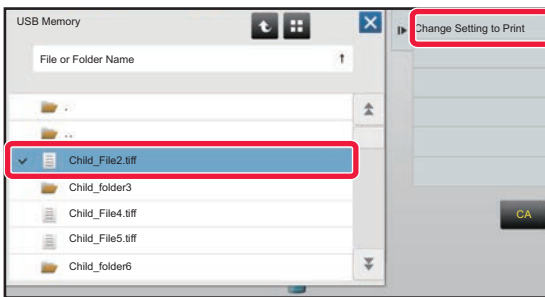 USB Memory
Change Setting to Print
File or Folder Name
.
..
Child_File2.tiff
Child_folder3
Child_File4.tiff
Child_File5.tiff
Child_folder6
CA